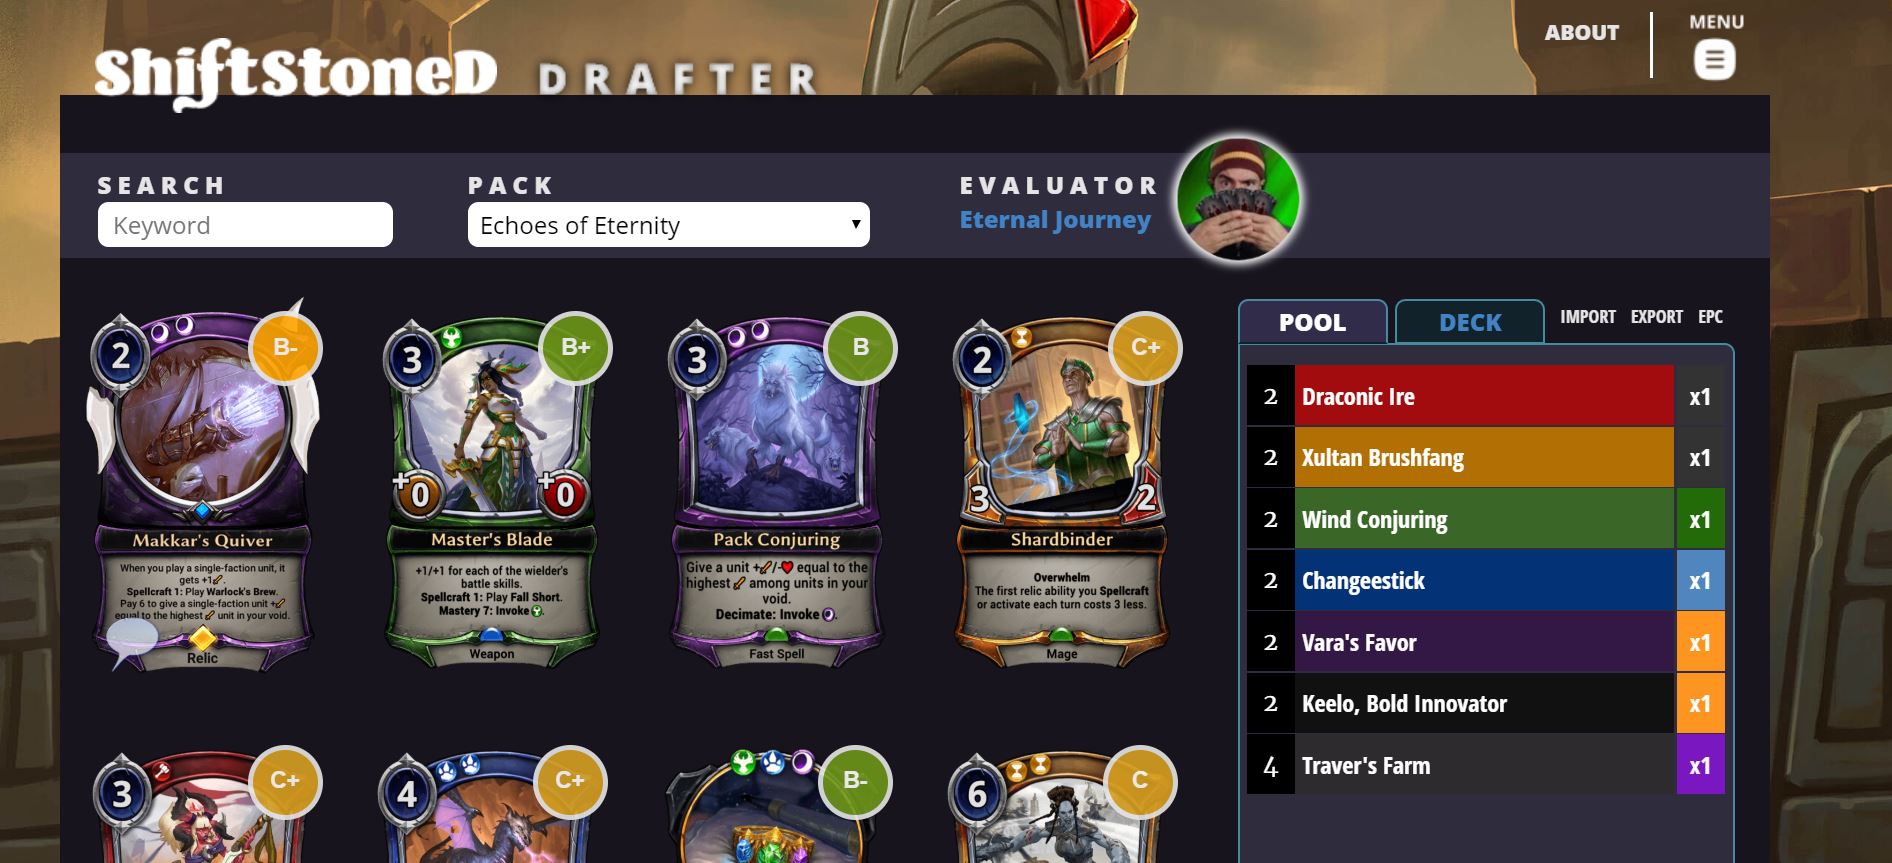 ShiftStoneD DRAFTER
ABOUT
MENU
SEARCH
Keyword
PACK
Echoes of Eternity
EVALUATOR
Eternal Journey
2
B-
Makkar's Quiver
When you play a single-faction unit, it
gets +1
Spellcraft 1: Play Warlock's Brew.
Pay 6 to give a single-faction unit +
equal to the highest unit in your void.
Relic
3
B+
+0
+0
Master's Blade
+1/+1 for each of the wielder's
battle skills.
Spellcraft 1: Play Fall Short.
Mastery 7: Invoke
Weapon
3
B
Pack Conjuring
Give a unit +/- equal to the
highest among units in your
void.
Decimate: Invoke
Fast Spell
2
C+
3
2
Shardbinder
Overwhelm
The first relic ability you Spellcraft
or activate each turn costs 3 less.
Mage
3
C+
4
C+
B-
6
C
POOL
DECK
IMPORT
EXPORT
EPC
2 Draconic Ire x1
2 Xultan Brushfang x1
2 Wind Conjuring x1
2 Changeestick x1
2 Vara's Favor x1
2 Keelo, Bold Innovator x1
4 Traver's Farm x1